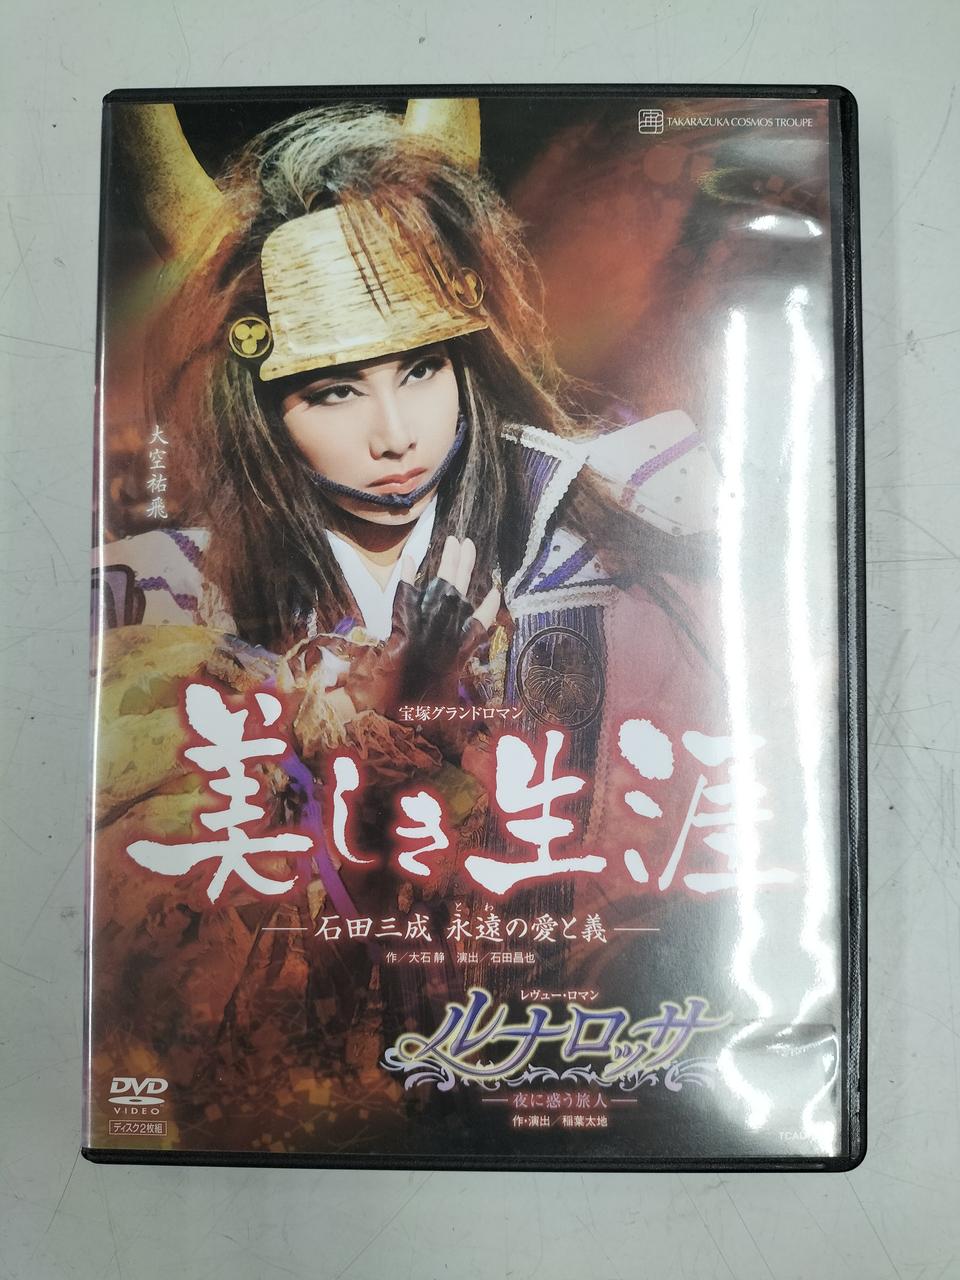 TAKARAZUKA COSMOS TROUPE
大空祐飛
宝塚グランドロマン
美しき生涯
石田三成 永遠の愛と義
とわ
作／大石 静 演出／石田昌也
レヴュー・ロマン
ルナロッサ
夜に惑う旅人
作・演出／稲葉太地
DVD
VIDEO
ディスク2枚組